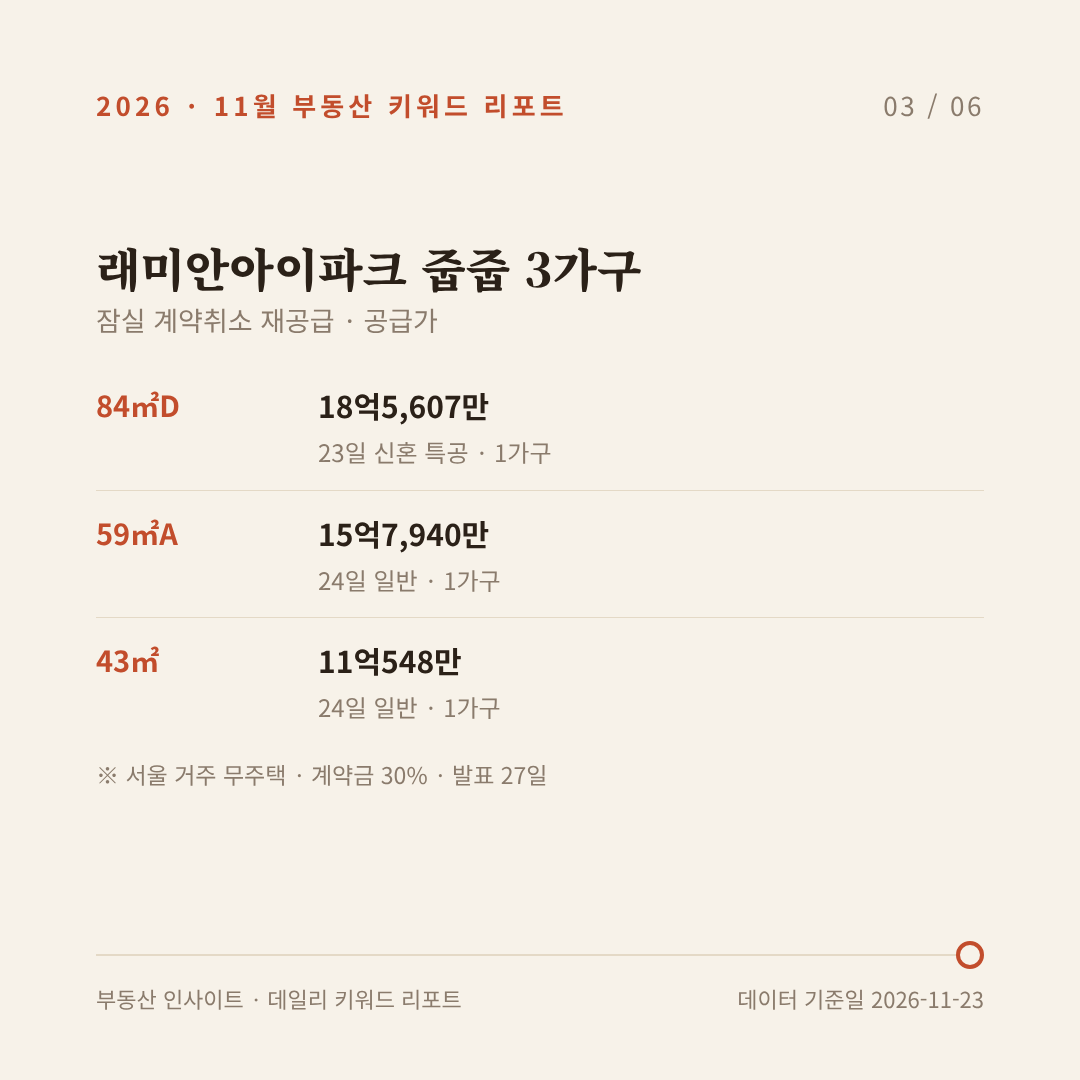 2026 · 11월 부동산 키워드 리포트
03 / 06
래미안아이파크 줍줍 3가구
잠실 계약취소 재공급 · 공급가
84㎡D
18억5,607만
23일 신혼 특공 · 1가구
59㎡A
15억7,940만
24일 일반 · 1가구
43㎡
11억548만
24일 일반 · 1가구
※ 서울 거주 무주택 · 계약금 30% · 발표 27일
부동산 인사이트 · 데일리 키워드 리포트
데이터 기준일 2026-11-23